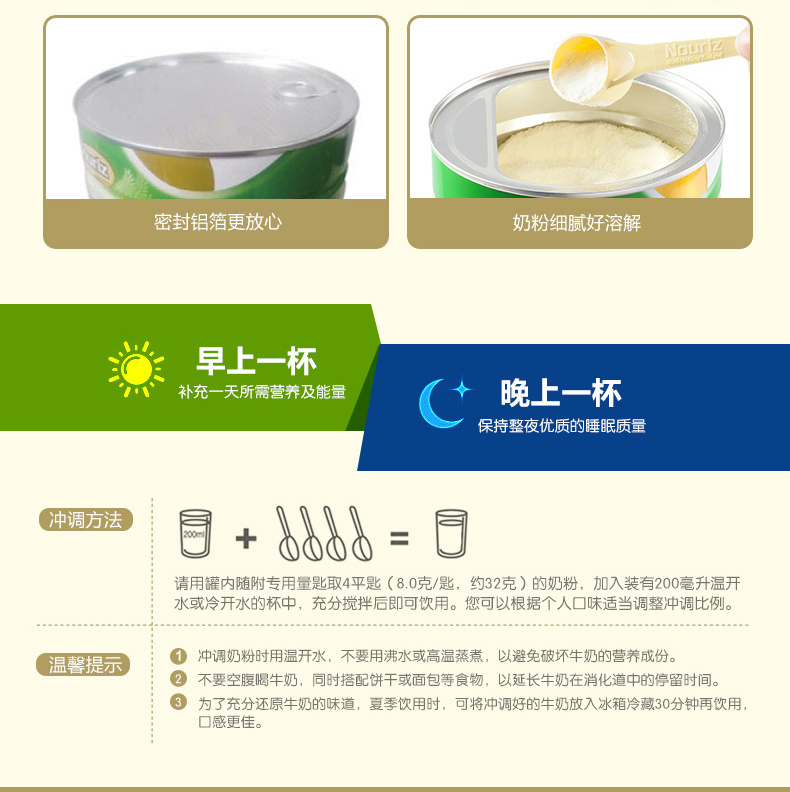 Nouriz
密封铝箔更放心
奶粉细腻好溶解
早上一杯
补充一天所需营养及能量
晚上一杯
保持整夜优质的睡眠质量
冲调方法
200ml
+
=
请用罐内随附专用量匙取4平匙（8.0克/匙，约32克）的奶粉，加入装有200毫升温开
水或冷开水的杯中，充分搅拌后即可饮用。您可以根据个人口味适当调整冲调比例。
温馨提示
1 冲调奶粉时用温开水，不要用沸水或高温蒸煮，以避免破坏牛奶的营养成份。
2 不要空腹喝牛奶，同时搭配饼干或面包等食物，以延长牛奶在消化道中的停留时间。
3 为了充分还原牛奶的味道，夏季饮用时，可将冲调好的牛奶放入冰箱冷藏30分钟再饮用，
口感更佳。